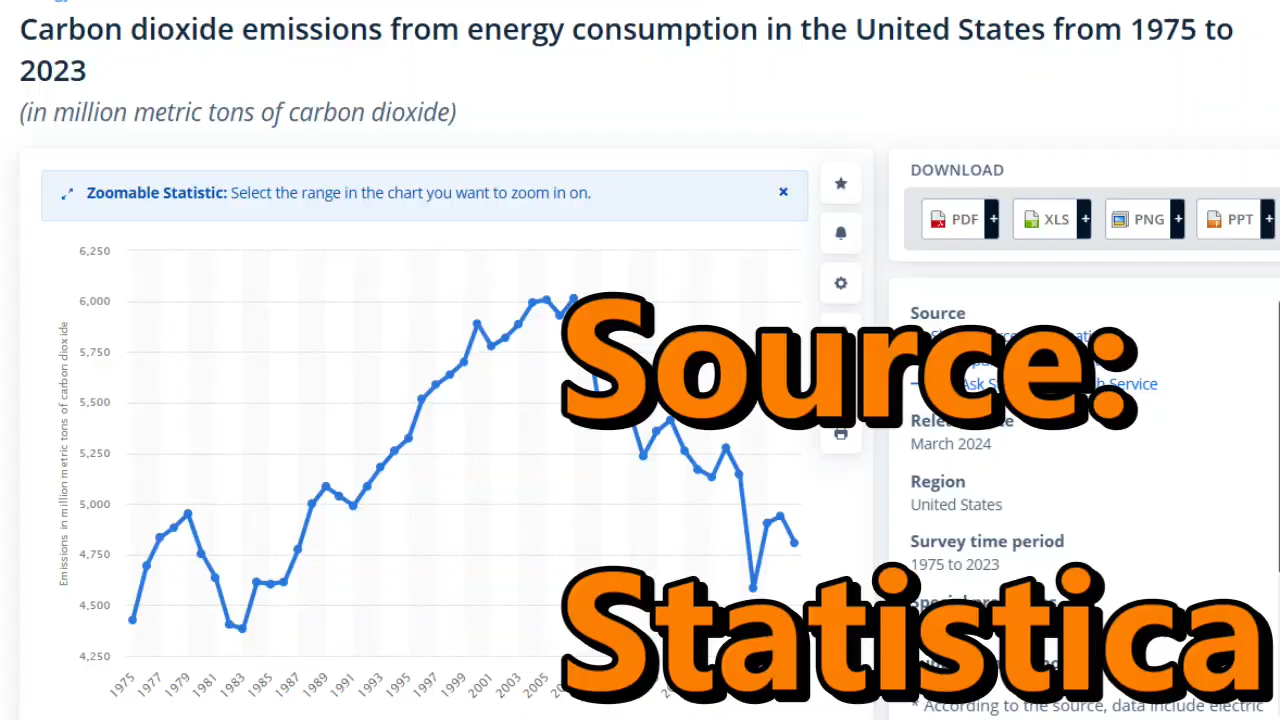 Carbon dioxide emissions from energy consumption in the United States from 1975 to
2023
(in million metric tons of carbon dioxide)
Zoomable Statistic: Select the range in the chart you want to zoom in on.
×
DOWNLOAD
PDF +
XLS +
PNG +
PPT +
6,250
6,000
5,750
5,500
5,250
5,000
4,750
4,500
4,250
Emissions in million metric tons of carbon dioxide
1975
1977
1979
1981
1983
1985
1987
1989
1991
1993
1995
1997
1999
2001
2003
2005
Source:
Statistica
Source
Ask
Service
March 2024
Region
United States
Survey time period
1975 to 2023
* According to the source, data include electric